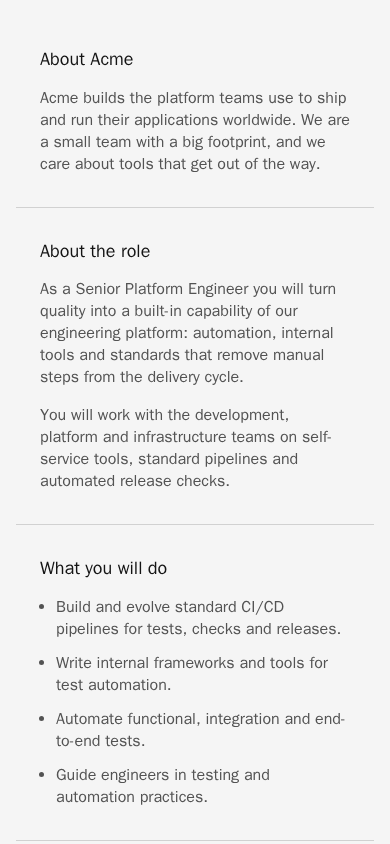 About Acme
Acme builds the platform teams use to ship
and run their applications worldwide. We are
a small team with a big footprint, and we
care about tools that get out of the way.
About the role
As a Senior Platform Engineer you will turn
quality into a built-in capability of our
engineering platform: automation, internal
tools and standards that remove manual
steps from the delivery cycle.
You will work with the development,
platform and infrastructure teams on self-
service tools, standard pipelines and
automated release checks.
What you will do
• Build and evolve standard CI/CD
pipelines for tests, checks and releases.
• Write internal frameworks and tools for
test automation.
• Automate functional, integration and end-
to-end tests.
• Guide engineers in testing and
automation practices.